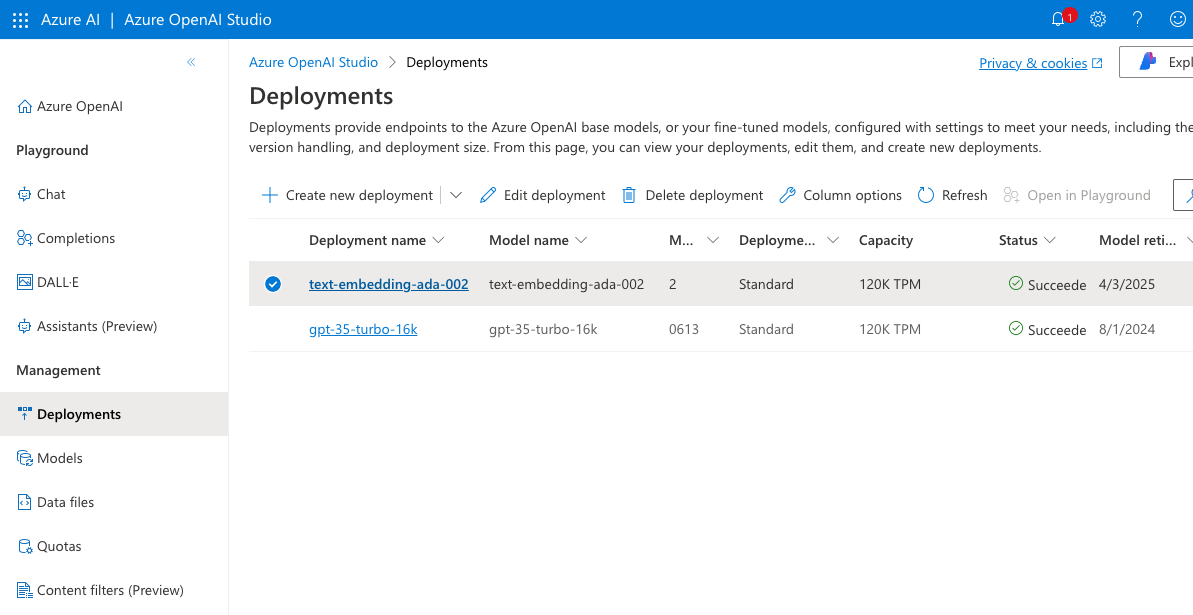 Azure AI | Azure OpenAI Studio
1
Azure OpenAI Studio > Deployments
Privacy & cookies
Expl
Deployments
Deployments provide endpoints to the Azure OpenAI base models, or your fine-tuned models, configured with settings to meet your needs, including the
version handling, and deployment size. From this page, you can view your deployments, edit them, and create new deployments.
Create new deployment
Edit deployment
Delete deployment
Column options
Refresh
Open in Playground
Deployment name
Model name
M...
Deployme...
Capacity
Status
Model reti...
text-embedding-ada-002 text-embedding-ada-002 2 Standard 120K TPM Succeede 4/3/2025
gpt-35-turbo-16k gpt-35-turbo-16k 0613 Standard 120K TPM Succeede 8/1/2024
Azure OpenAI
Playground
Chat
Completions
DALL·E
Assistants (Preview)
Management
Deployments
Models
Data files
Quotas
Content filters (Preview)